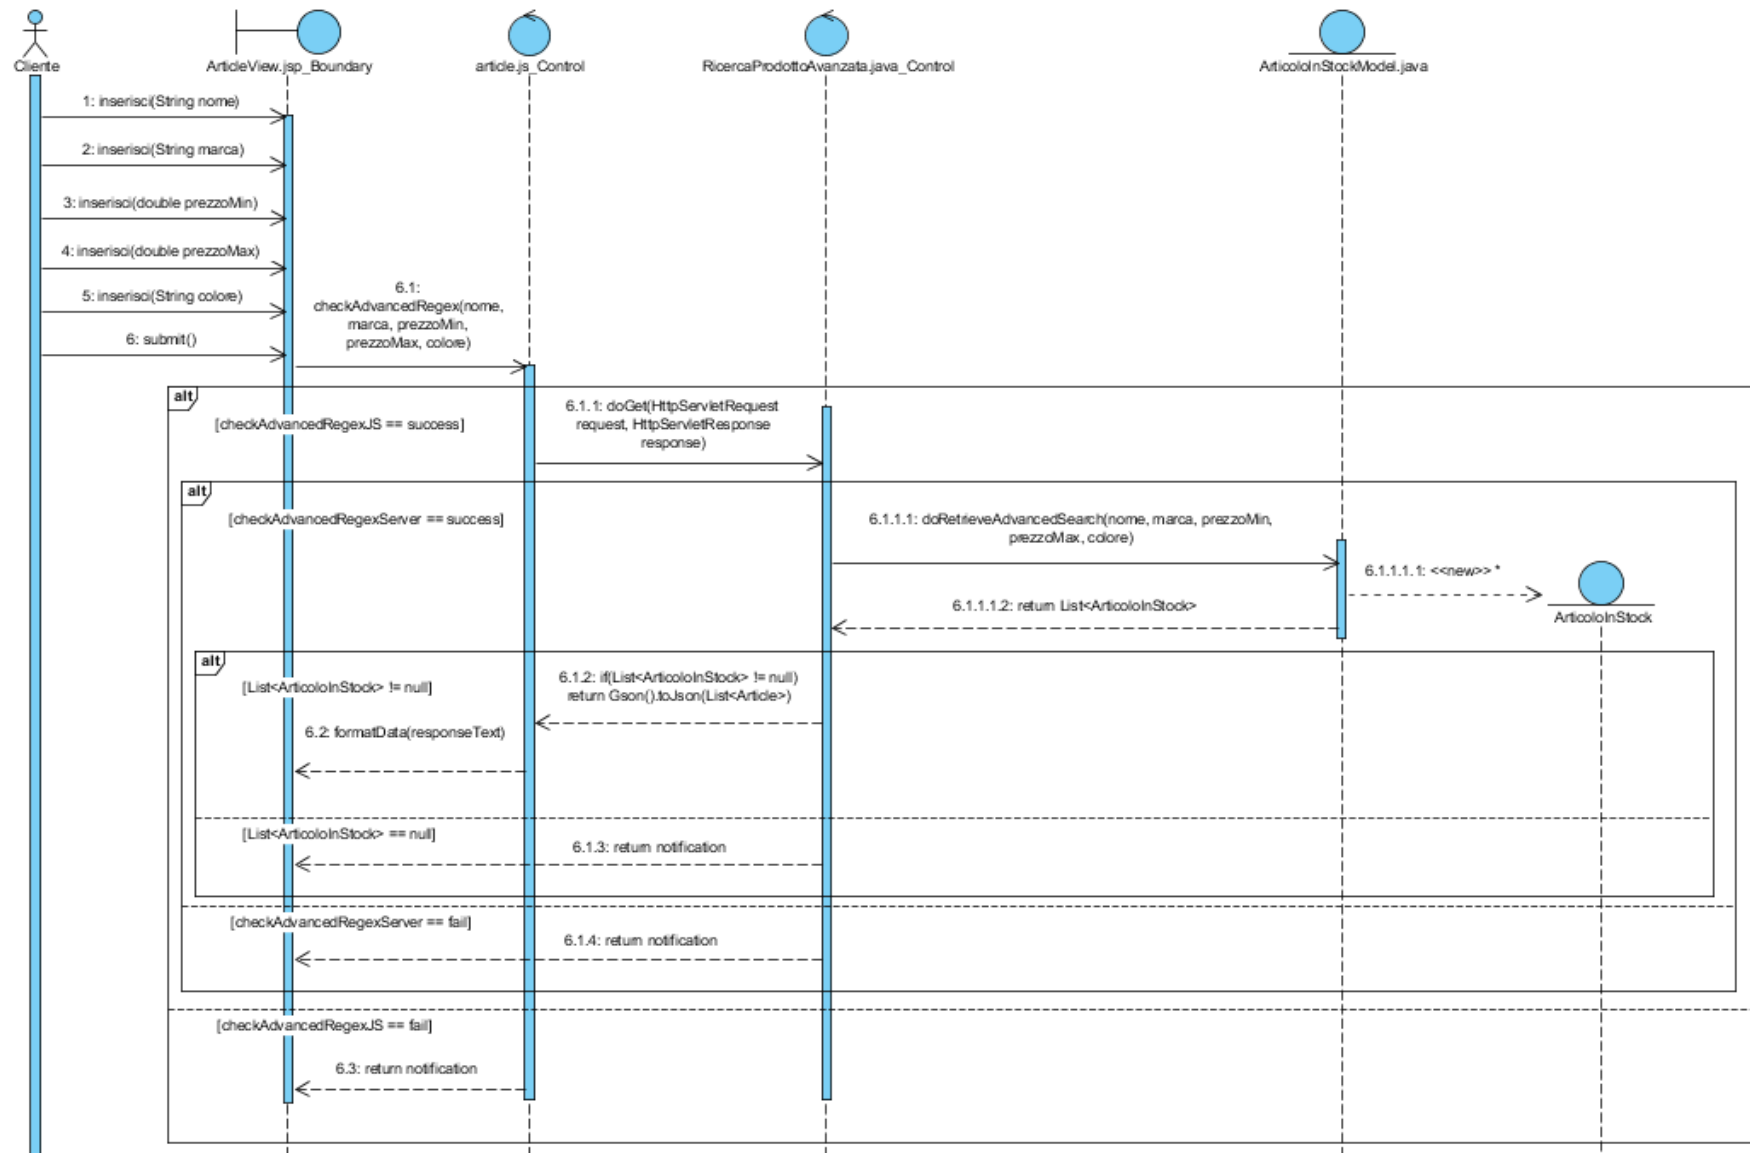 Cliente
ArticleView.jsp_Boundary
article.js_Control
RicercaProdottoAvanzata.java_Control
ArticoloInStockModel.java
1: inserisci(String nome)
2: inserisci(String marca)
3: inserisci(double prezzoMin)
4: inserisci(double prezzoMax)
5: inserisci(String colore)
6: submit()
6.1:
checkAdvancedRegex(nome,
marca, prezzoMin,
prezzoMax, colore)
alt
[checkAdvancedRegexJS == success]
6.1.1: doGet(HttpServletRequest
request, HttpServletResponse
response)
alt
[checkAdvancedRegexServer == success]
6.1.1.1: doRetrieveAdvancedSearch(nome, marca, prezzoMin,
prezzoMax, colore)
6.1.1.1.1: <<new>> *
ArticoloInStock
6.1.1.1.2: return List<ArticoloInStock>
alt
[List<ArticoloInStock> != null]
6.1.2: if(List<ArticoloInStock> != null)
return Gson().toJson(List<Article>)
6.2: formatData(responseText)
[List<ArticoloInStock> == null]
6.1.3: return notification
[checkAdvancedRegexServer == fail]
6.1.4: return notification
[checkAdvancedRegexJS == fail]
6.3: return notification